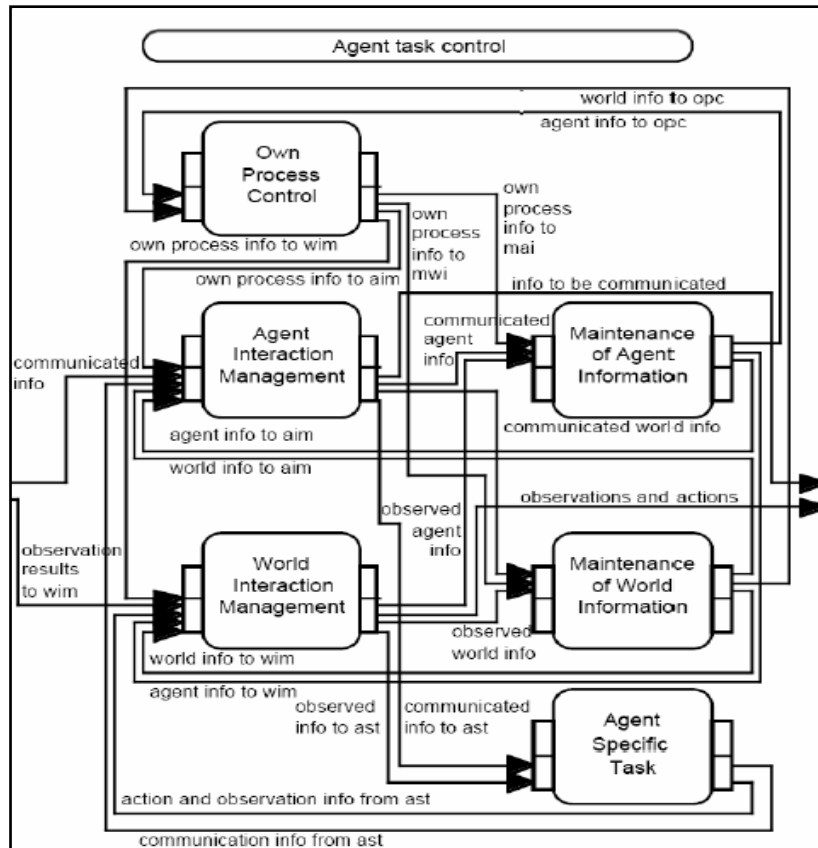 Agent task control
world info to opc
agent info to opc
Own
Process
Control
own
process
info to
mai
own
process
info to
mwi
own process info to wim
own process info to aim
info to be communicated
Agent
Interaction
Management
communicated
agent
info
Maintenance
of Agent
Information
communicated
info
agent info to aim
communicated world info
world info to aim
observed
agent
info
observations and actions
observation
results
to wim
World
Interaction
Management
Maintenance
of World
Information
observed
world info
world info to wim
agent info to wim
observed
info to ast
communicated
info to ast
Agent
Specific
Task
action and observation info from ast
communication info from ast